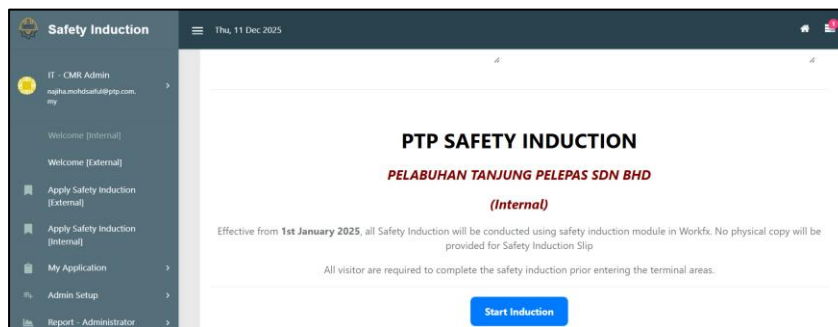 Safety Induction
Thu, 11 Dec 2025
1
IT - CMR Admin
najiha.mohdsaiful@ptp.com.
my
Welcome [Internal]
Welcome [External]
Apply Safety Induction
[External]
Apply Safety Induction
[Internal]
My Application
Admin Setup
Report - Administrator
PTP SAFETY INDUCTION
PELABUHAN TANJUNG PELEPAS SDN BHD
(Internal)
Effective from 1st January 2025, all Safety Induction will be conducted using safety induction module in Workfx. No physical copy will be
provided for Safety Induction Slip
All visitor are required to complete the safety induction prior entering the terminal areas.
Start Induction